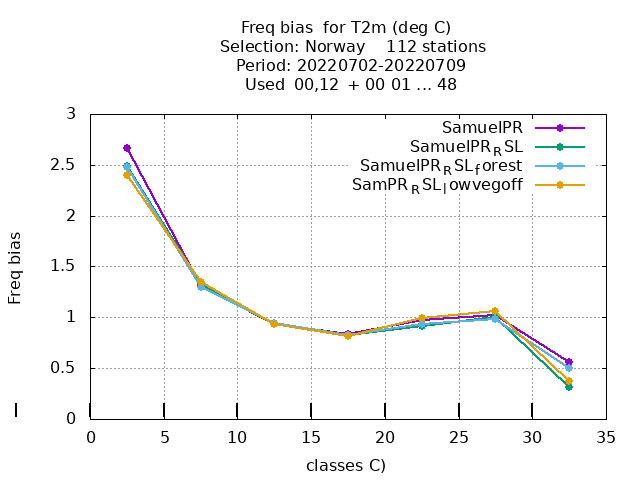 Freq bias for T2m (deg C)
Selection: Norway 112 stations
Period: 20220702-20220709
Used 00,12 + 00 01 ... 48
3
2.5
2
1.5
1
0.5
0
Freq bias
SamuelPR
SamuelPR_RSL
SamuelPR_RSL_forest
SamPR_RSL_lowvegoff
0 5 10 15 20 25 30 35
classes C)